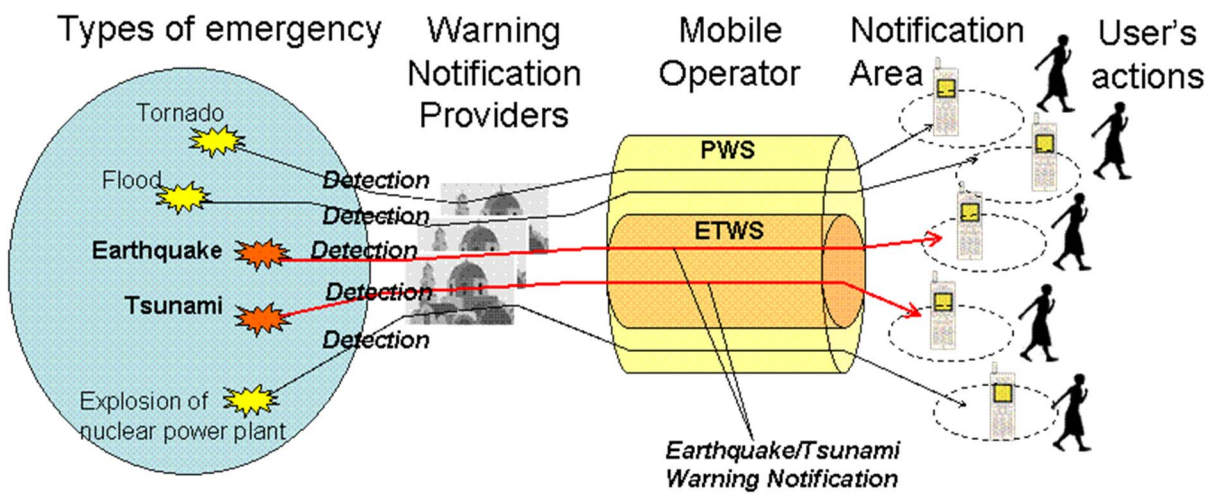 Types of emergency
Warning
Notification
Providers
Mobile
Operator
Notification
Area
User's
actions
Tornado
Flood
Earthquake
Tsunami
Explosion of
nuclear power plant
Detection
Detection
Detection
Detection
Detection
PWS
ETWS
Earthquake/Tsunami
Warning Notification